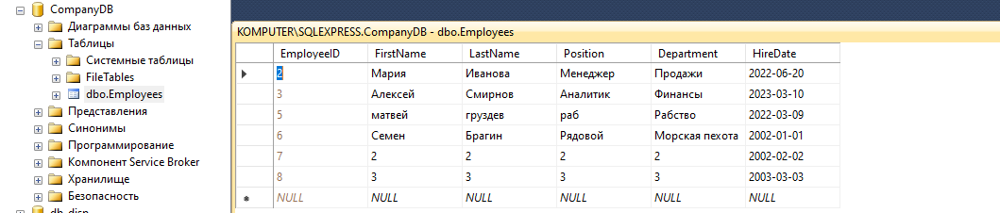 CompanyDB
Диаграммы баз данных
Таблицы
Системные таблицы
FileTables
dbo.Employees
Представления
Синонимы
Программирование
Компонент Service Broker
Хранилище
Безопасность
db_disp
KOMPUTER\SQLEXPRESS.CompanyDB - dbo.Employees
EmployeeID FirstName LastName Position Department HireDate
2 Мария Иванова Менеджер Продажи 2022-06-20
3 Алексей Смирнов Аналитик Финансы 2023-03-10
5 матвей груздев раб Рабство 2022-03-09
6 Семен Брагин Рядовой Морская пехота 2002-01-01
7 2 2 2 2 2002-02-02
8 3 3 3 3 2003-03-03
NULL NULL NULL NULL NULL NULL